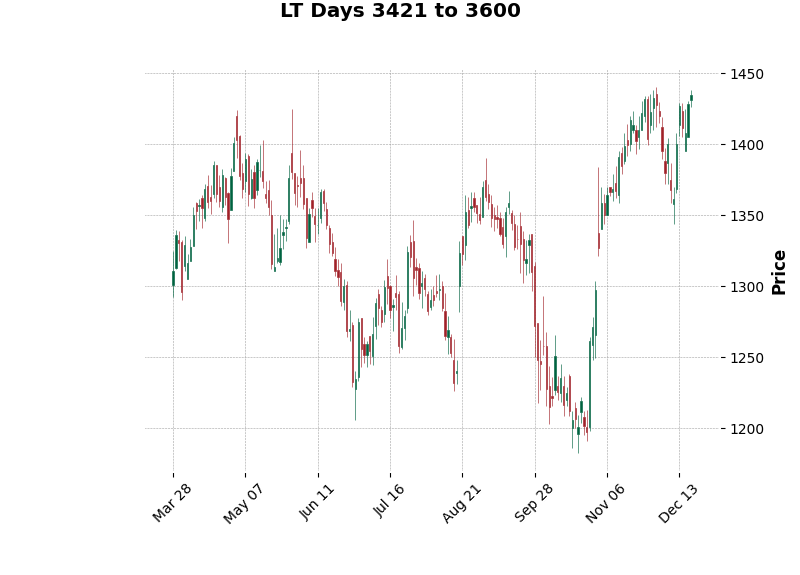 LT Days 3421 to 3600
1450
1400
1350
1300
1250
1200
Price
Mar 28
May 07
Jun 11
Jul 16
Aug 21
Sep 28
Nov 06
Dec 13